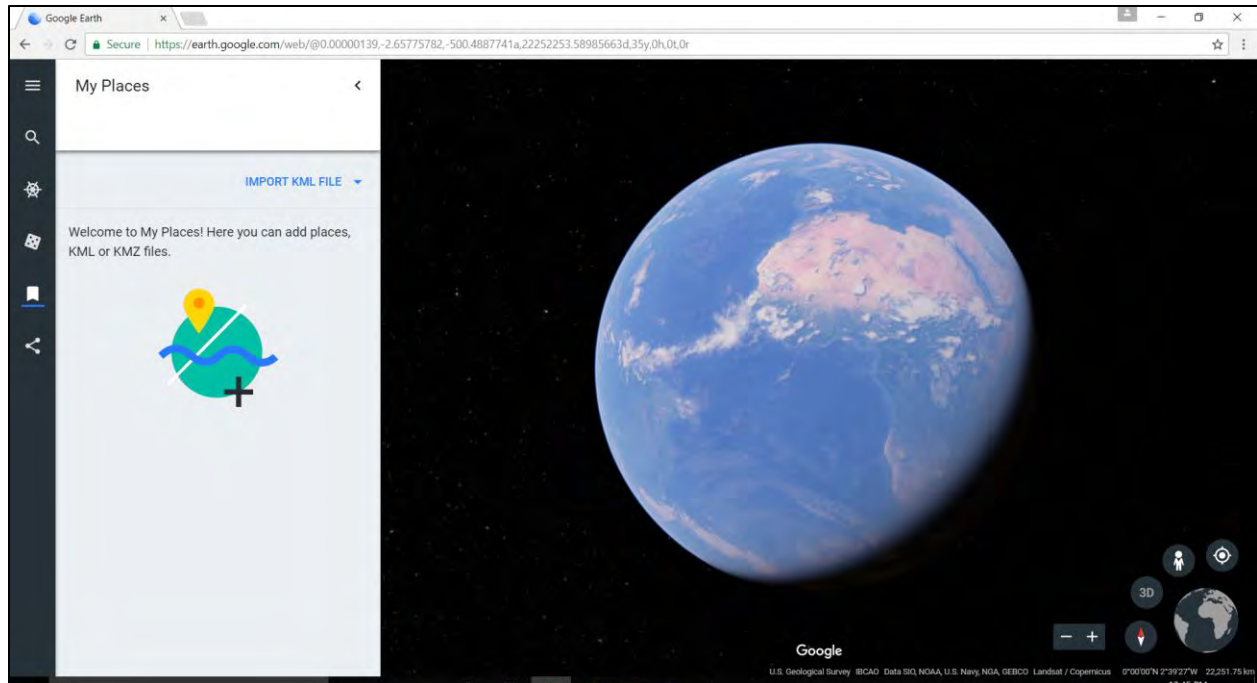 Google Earth
Secure | https://earth.google.com/web/@0.00000139,-2.65775782,-500.4887741a,22252253.58985663d,35y,0h,0t,0r
My Places
IMPORT KML FILE
Welcome to My Places! Here you can add places,
KML or KMZ files.
3D
Google
U.S. Geological Survey IBCAO Data SIO, NOAA, U.S. Navy, NGA, GEBCO Landsat / Copernicus 0°00'00"N 2°39'27"W 22,251.75 km